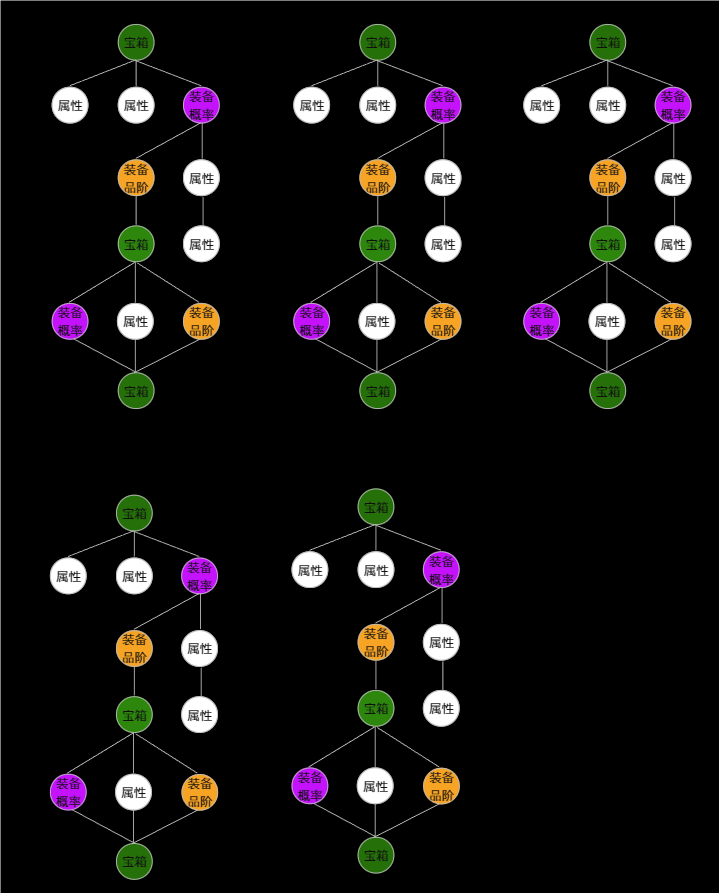 宝箱
宝箱
宝箱
属性
属性
装备
概率
属性
属性
装备
概率
属性
属性
装备
概率
装备
品阶
属性
装备
品阶
属性
装备
品阶
属性
宝箱
属性
宝箱
属性
宝箱
属性
装备
概率
属性
装备
品阶
装备
概率
属性
装备
品阶
装备
概率
属性
装备
品阶
宝箱
宝箱
宝箱
宝箱
宝箱
属性
属性
装备
概率
属性
属性
装备
概率
装备
品阶
属性
装备
品阶
属性
宝箱
属性
宝箱
属性
装备
概率
属性
装备
品阶
装备
概率
属性
装备
品阶
宝箱
宝箱